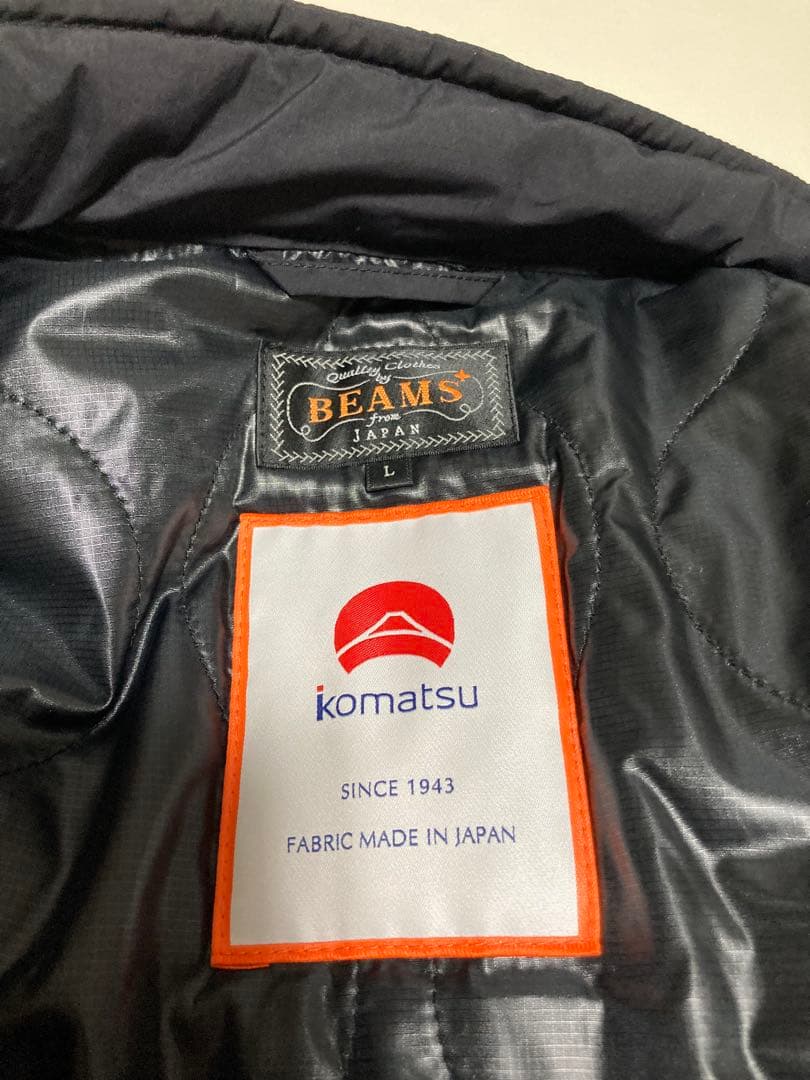 Quality Clothes
by
BEAMS+
from
JAPAN
L
komatsu
SINCE 1943
FABRIC MADE IN JAPAN